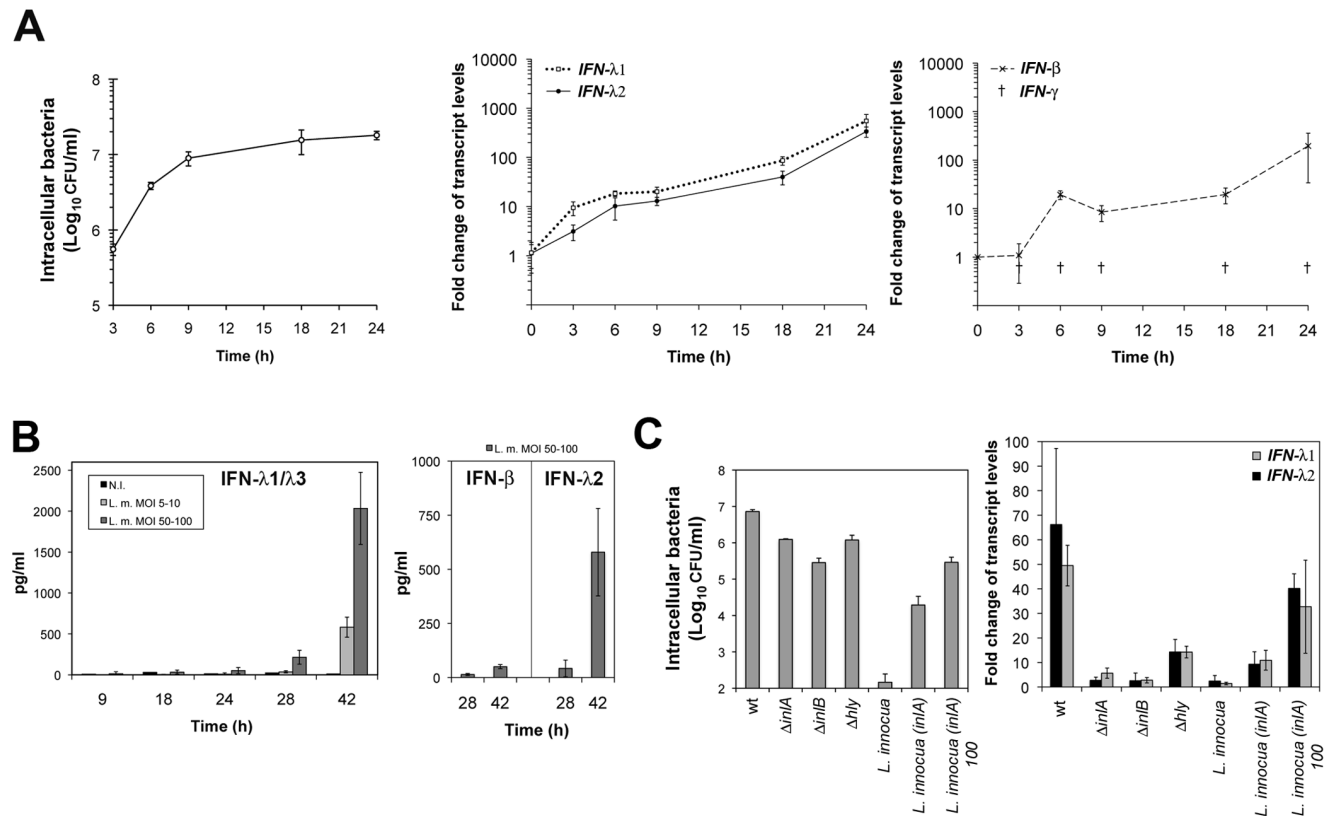 A
Intracellular bacteria
(Log10 CFU/ml)
8
7
6
5
3 6 9 12 15 18 21 24
Time (h)
Fold change of transcript levels
10000
1000
100
10
1
IFN-λ1
IFN-λ2
0 3 6 9 12 15 18 21 24
Time (h)
Fold change of transcript levels
10000
1000
100
10
1
IFN-β
† IFN-γ
† † † † †
0 3 6 9 12 15 18 21 24
Time (h)
B
pg/ml
2500
2000
1500
1000
500
0
IFN-λ1/λ3
N.I.
L. m. MOI 5-10
L. m. MOI 50-100
9 18 24 28 42
Time (h)
L. m. MOI 50-100
pg/ml
1000
750
500
250
0
IFN-β IFN-λ2
28 42 28 42
Time (h)
C
Intracellular bacteria
(Log10 CFU/ml)
8
7
6
5
4
3
2
wt
ΔinlA
ΔinlB
Δhly
L. innocua
L. innocua (inlA)
L. innocua (inlA)
100
Fold change of transcript levels
100
90
80
70
60
50
40
30
20
10
0
IFN-λ1
IFN-λ2
wt
ΔinlA
ΔinlB
Δhly
L. innocua
L. innocua (inlA)
L. innocua (inlA)
100